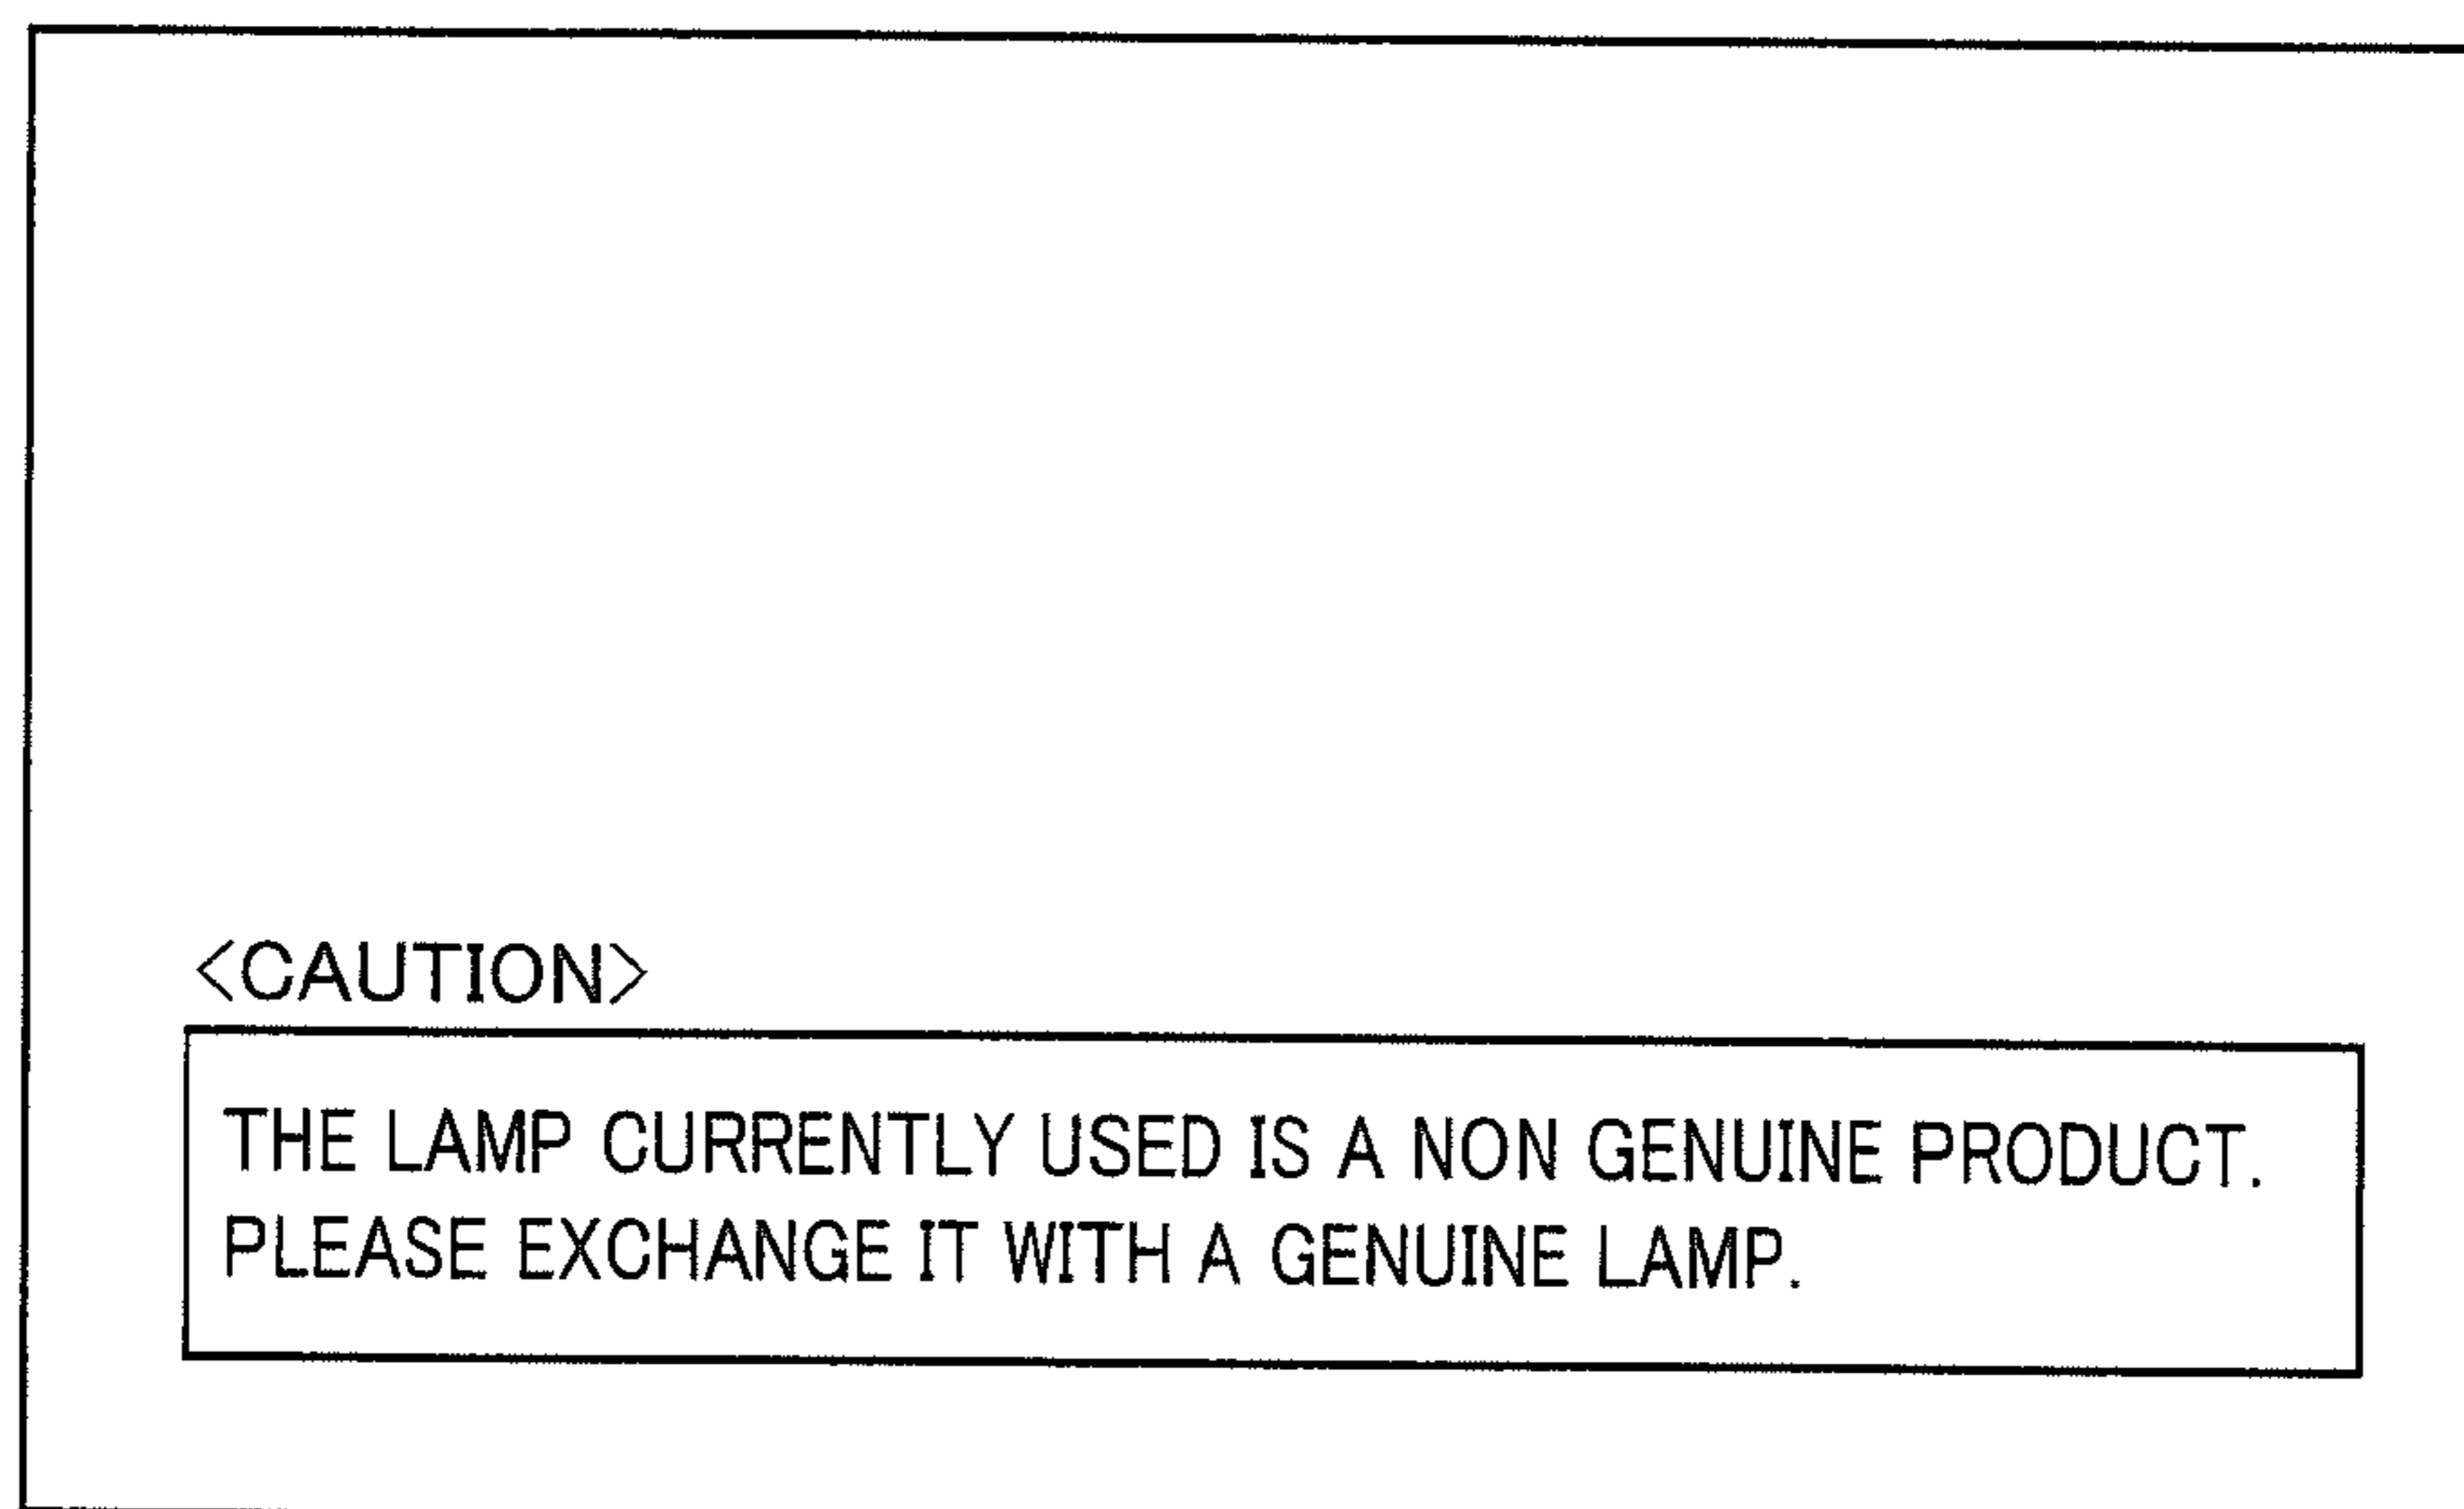 <CAUTION>
THE LAMP CURRENTLY USED IS A NON GENUINE PRODUCT.
PLEASE EXCHANGE IT WITH A GENUINE LAMP.